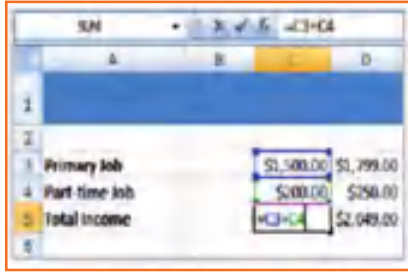 SUM =C3+C4
A B C D
1
2
3 Primary Job $1,500.00 $1,799.00
4 Part-time Job $200.00 $250.00
5 Total Income =C3+C4 $2,049.00
6